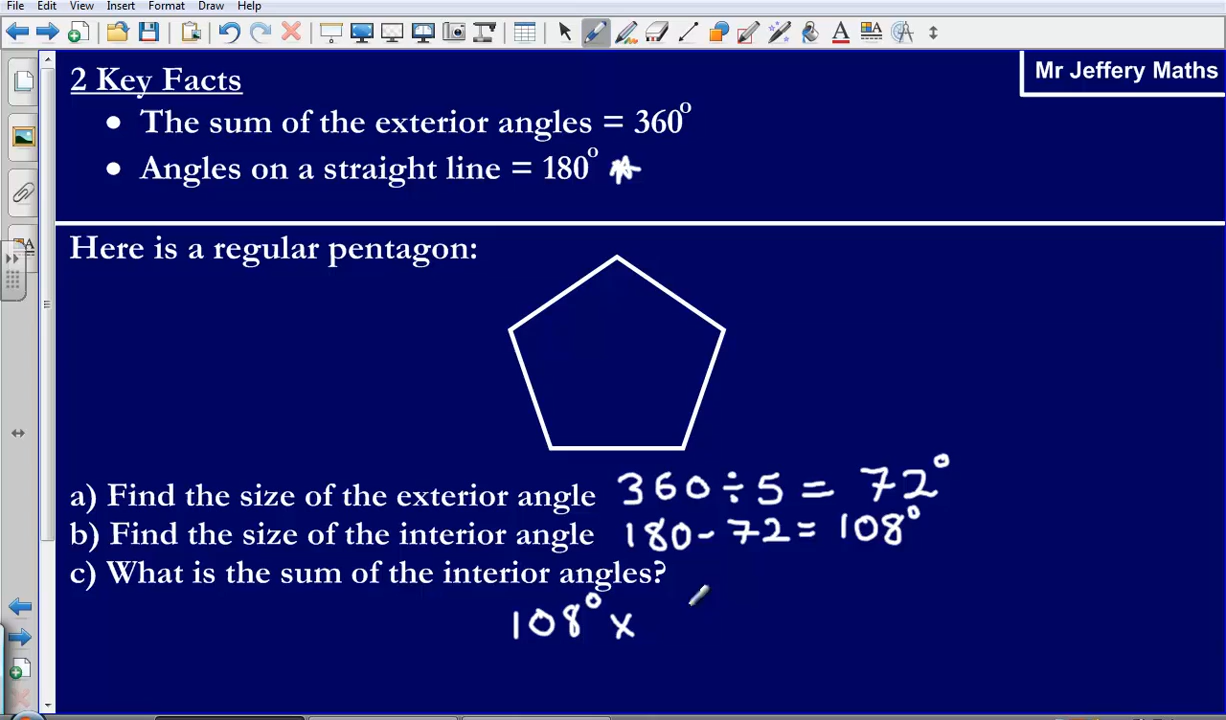 File Edit View Insert Format Draw Help
Mr Jeffery Maths
2 Key Facts
• The sum of the exterior angles = 360°
• Angles on a straight line = 180°
Here is a regular pentagon:
a) Find the size of the exterior angle 360 ÷ 5 = 72°
b) Find the size of the interior angle 180 - 72 = 108°
c) What is the sum of the interior angles?
108° x